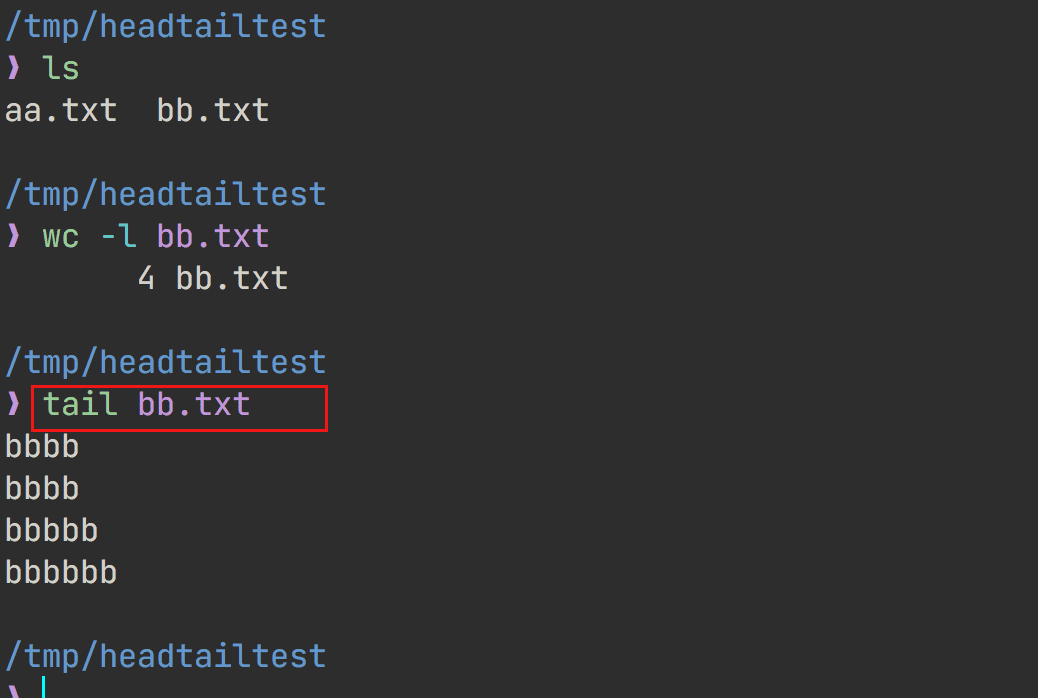 /tmp/headtailtest
❯ ls
aa.txt  bb.txt
/tmp/headtailtest
❯ wc -l bb.txt
       4 bb.txt
/tmp/headtailtest
❯ tail bb.txt
bbbb
bbbb
bbbbb
bbbbbb
/tmp/headtailtest
❯